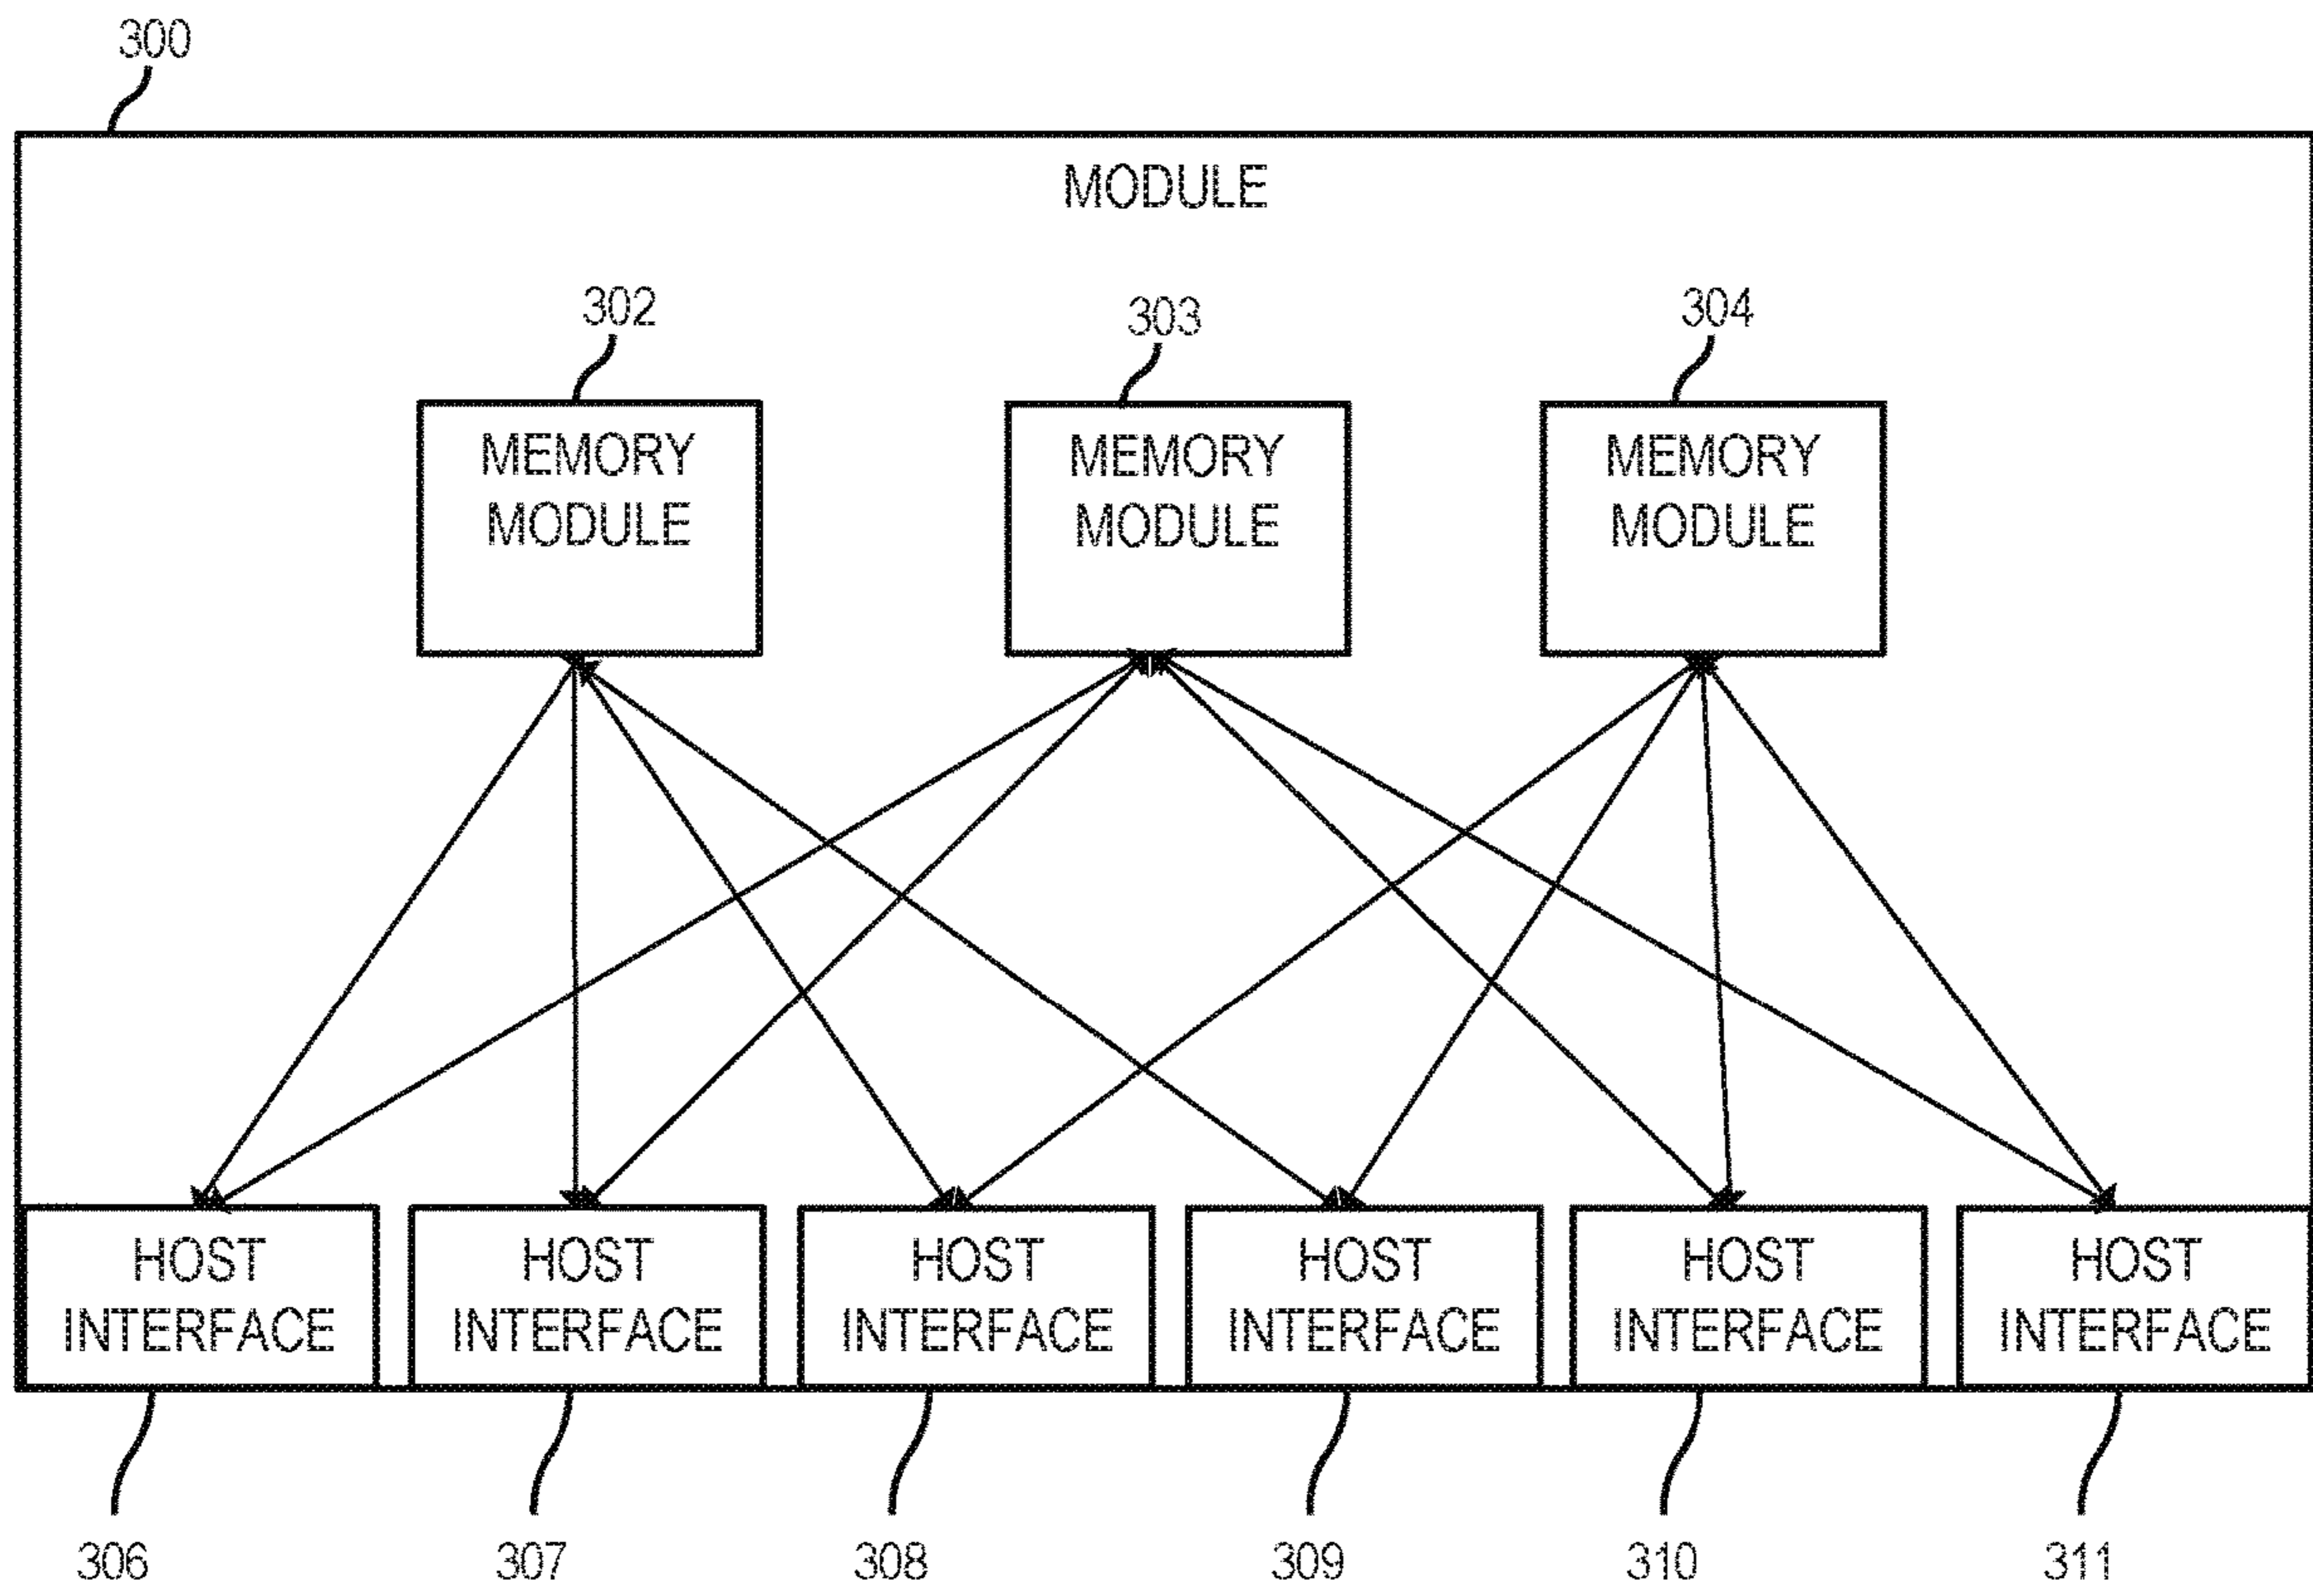 300
MODULE
302
303
304
MEMORY
MODULE
MEMORY
MODULE
MEMORY
MODULE
HOST
INTERFACE
HOST
INTERFACE
HOST
INTERFACE
HOST
INTERFACE
HOST
INTERFACE
HOST
INTERFACE
306
307
308
309
310
311